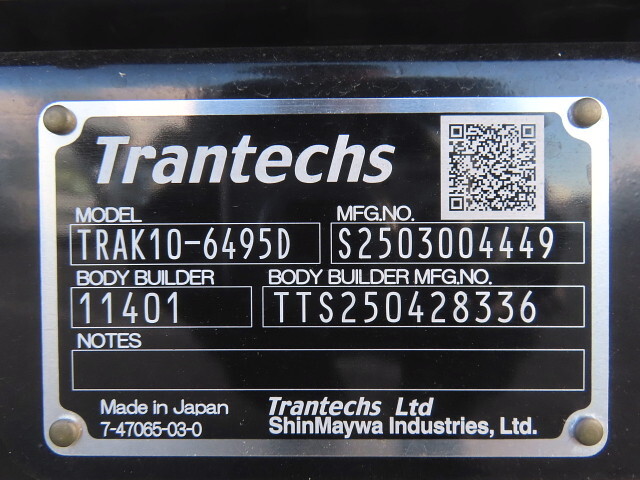 Trantechs
MODEL MFG.NO.
TRAK10-6495D S2503004449
BODY BUILDER BODY BUILDER MFG.NO.
11401 TTS250428336
NOTES
Made in Japan Trantechs Ltd
7-47065-03-0 ShinMaywa Industries, Ltd.